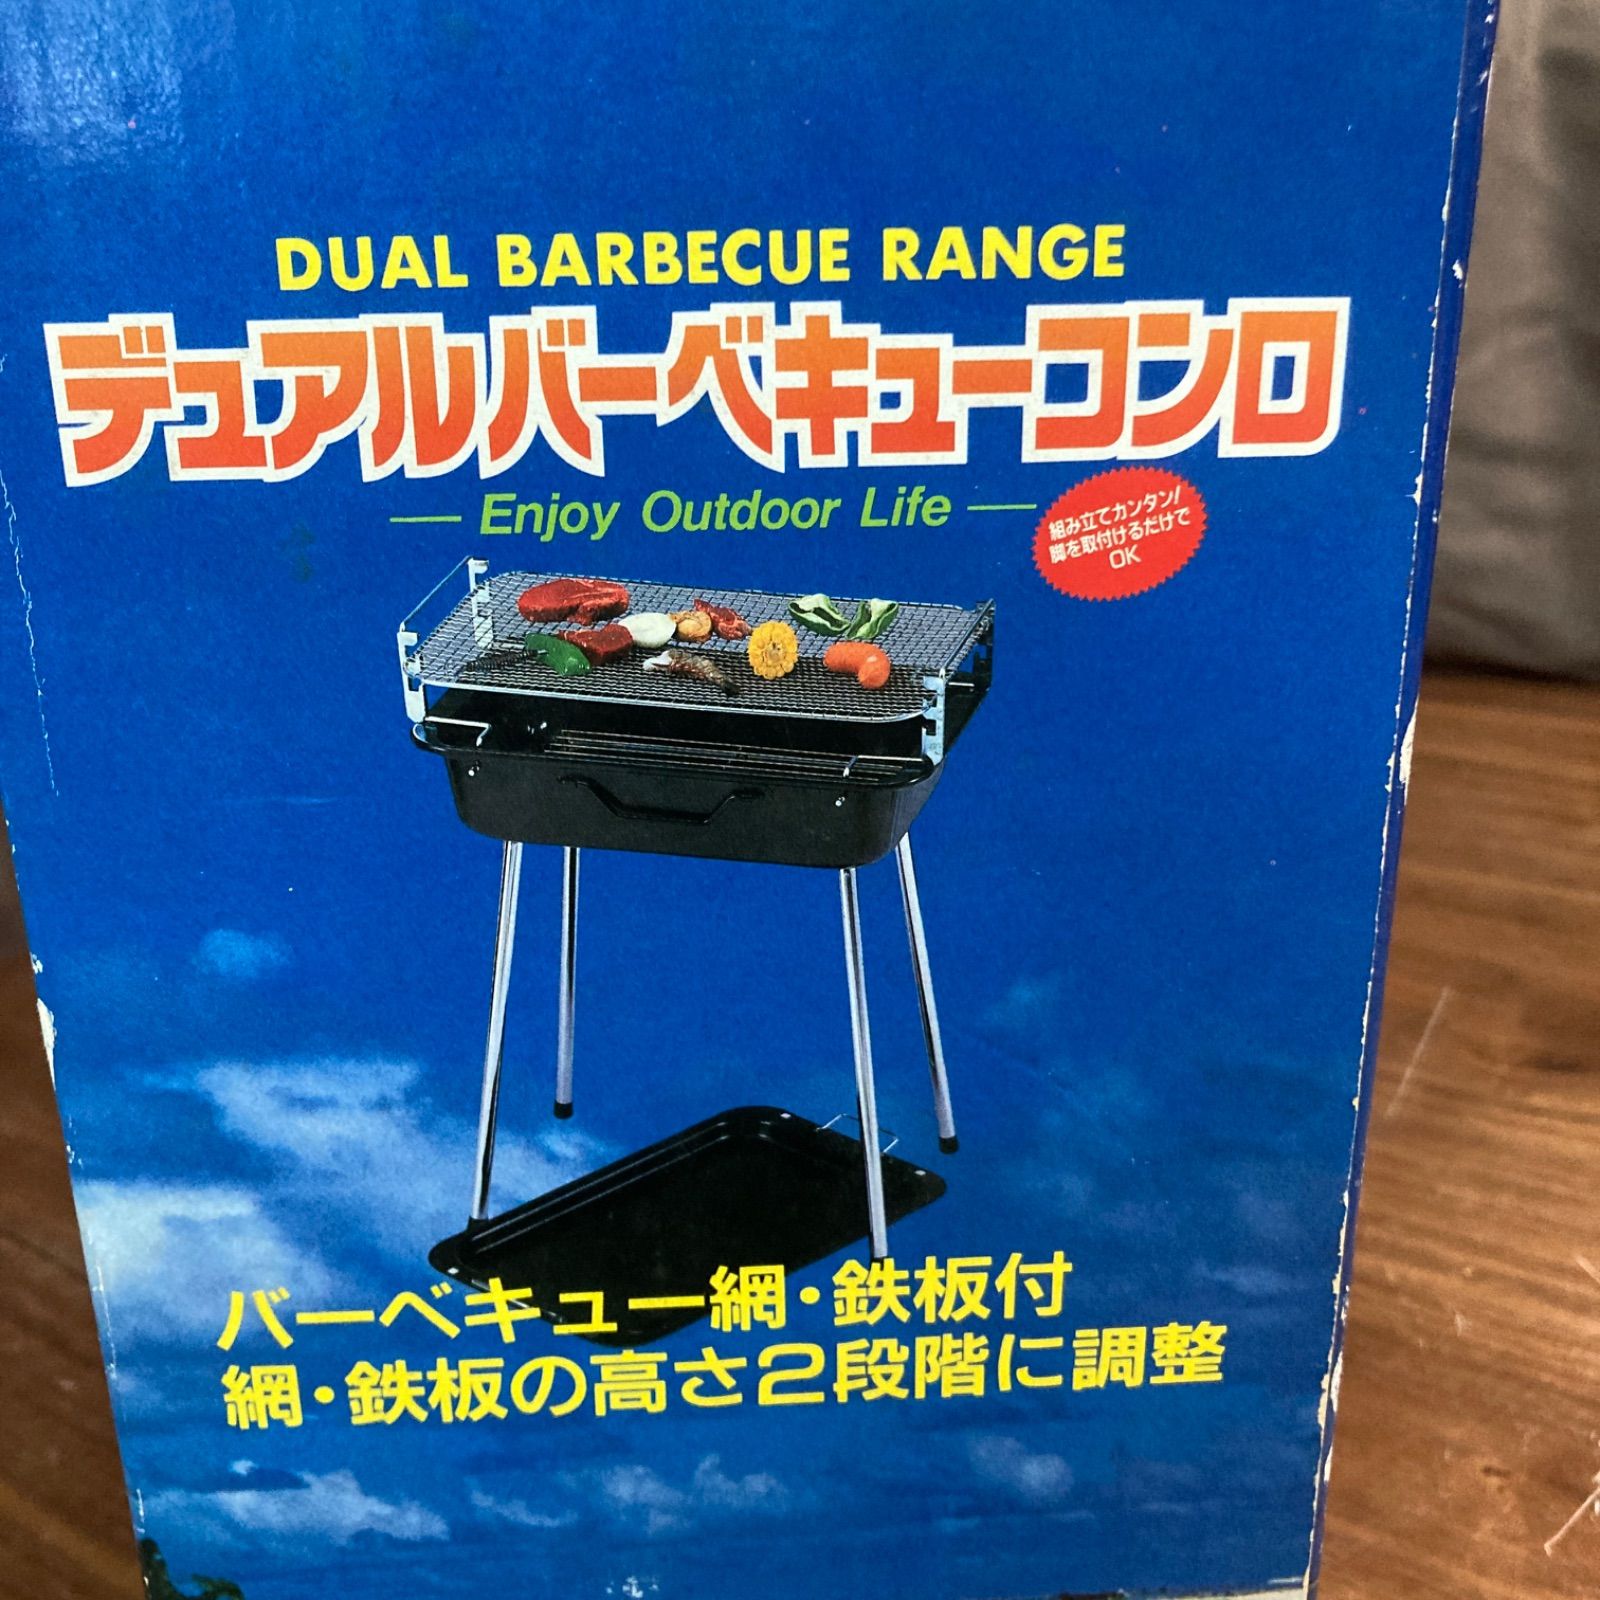 DUAL BARBECUE RANGE
デュアルバーベキューコンロ
— Enjoy Outdoor Life —
組み立てカンタン!
脚を取付けるだけで
OK
バーベキュー網・鉄板付
網・鉄板の高さ2段階に調整